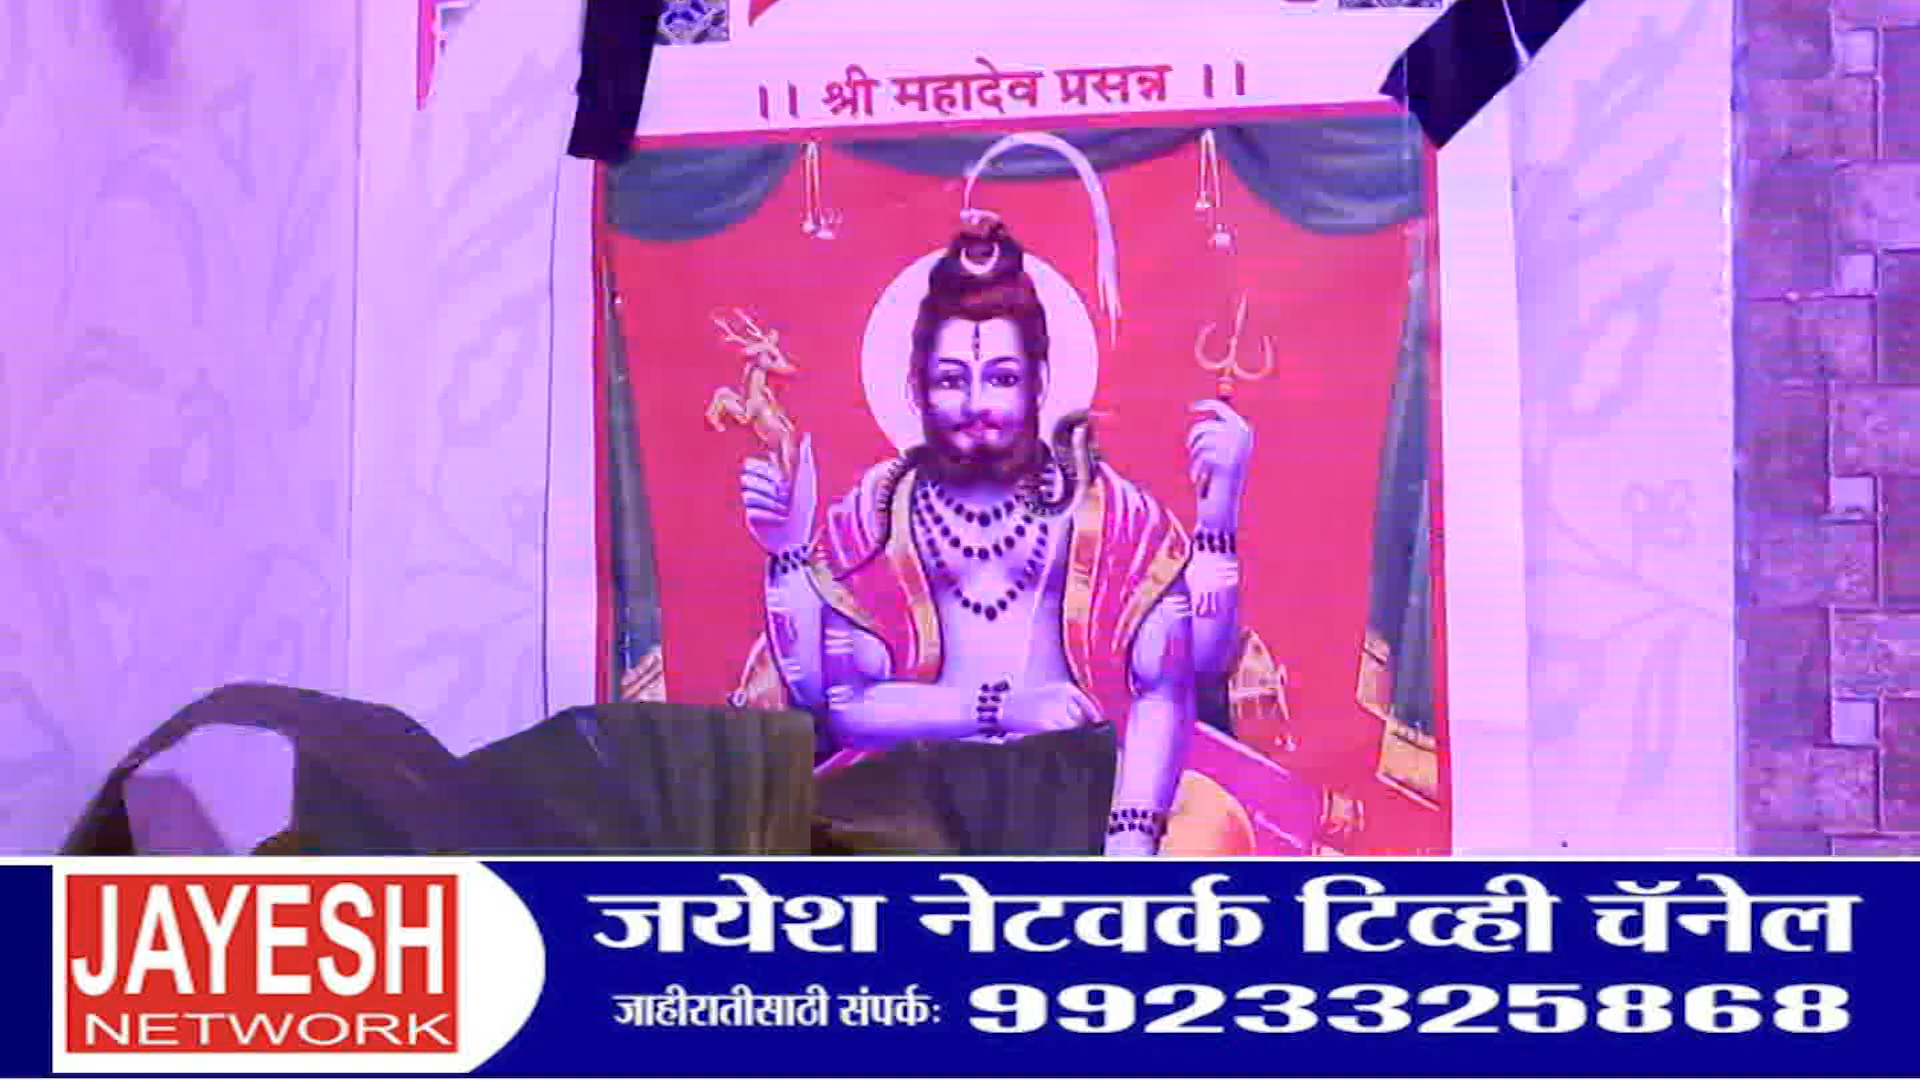 ।। श्री महादेव प्रसन्न ।।
JAYESH
NETWORK
जयेश नेटवर्क टिव्ही चॅनेल
जाहीरातीसाठी संपर्कः 9923325868